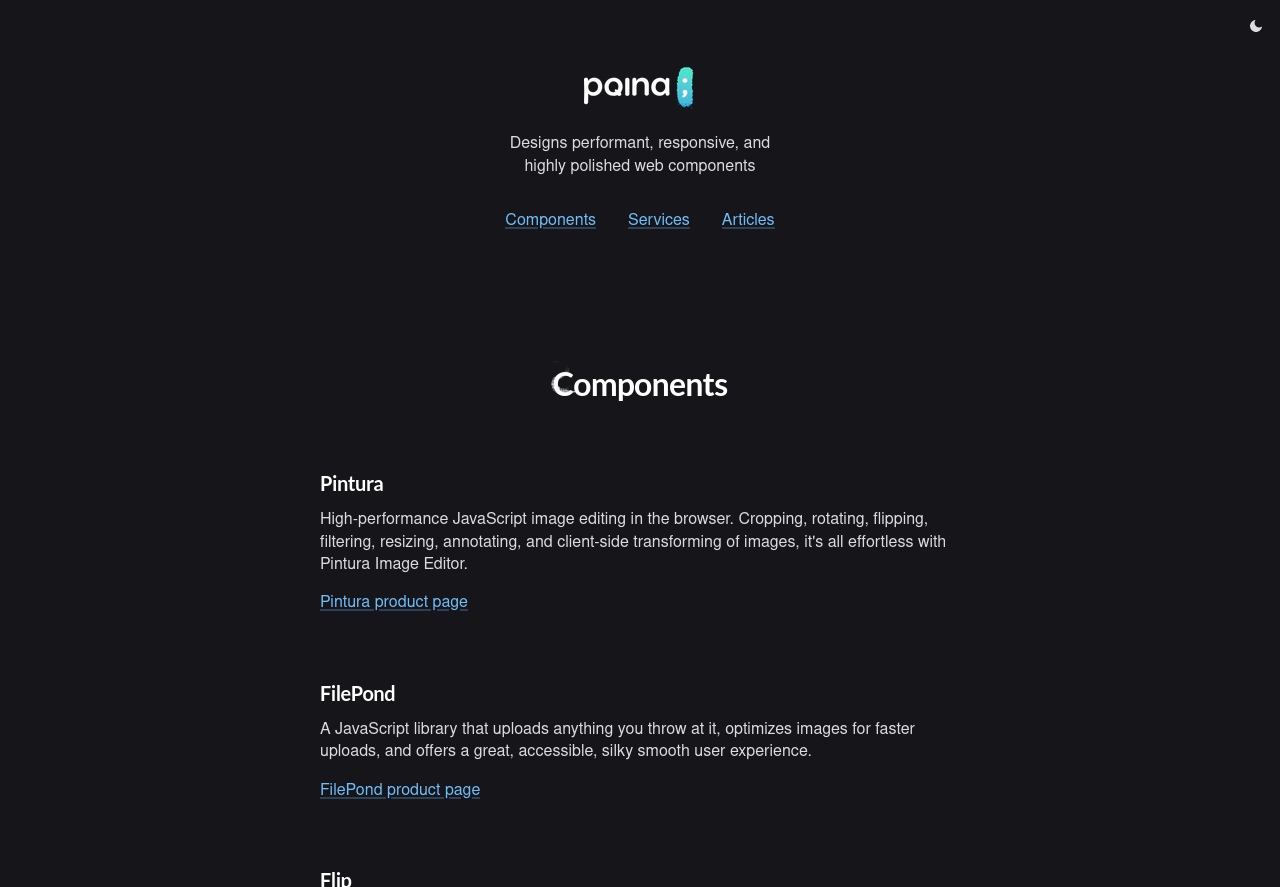 pqina ;
Designs performant, responsive, and
highly polished web components
Components Services Articles
Components
Pintura
High-performance JavaScript image editing in the browser. Cropping, rotating, flipping,
filtering, resizing, annotating, and client-side transforming of images, it's all effortless with
Pintura Image Editor.
Pintura product page
FilePond
A JavaScript library that uploads anything you throw at it, optimizes images for faster
uploads, and offers a great, accessible, silky smooth user experience.
FilePond product page
Flip